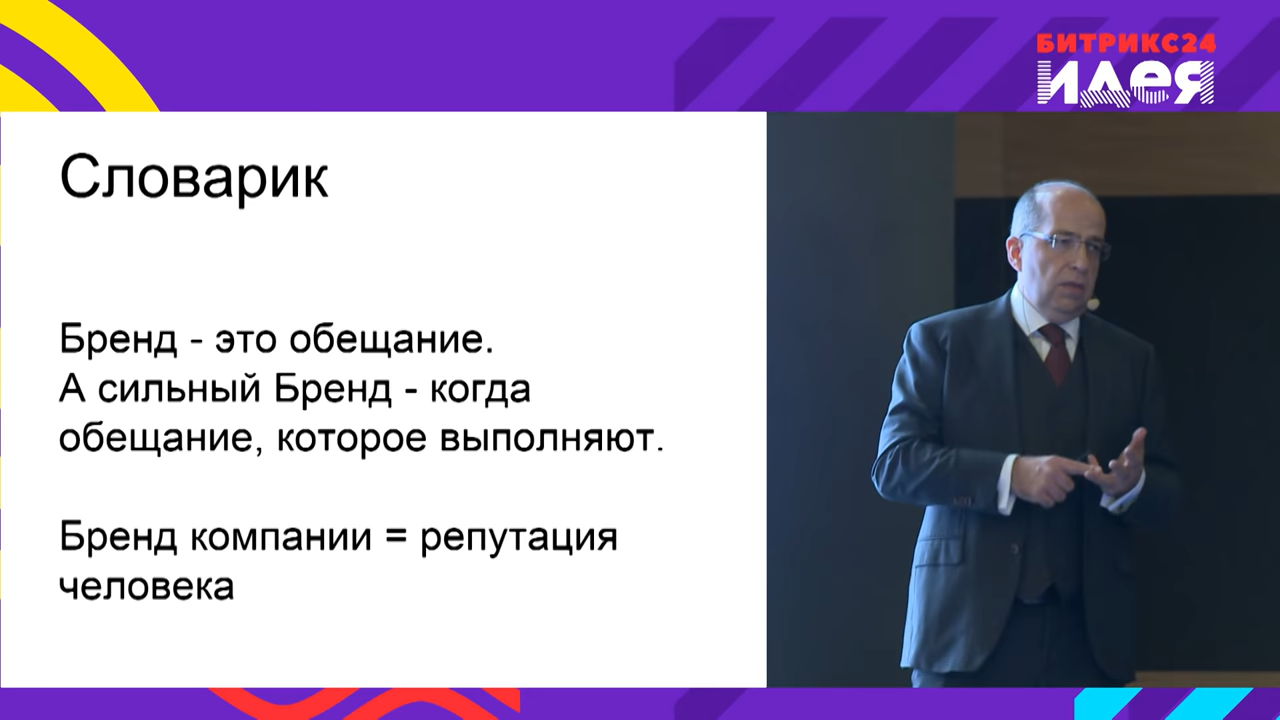 БИТРИКС24
идея
Словарик
Бренд - это обещание.
А сильный Бренд - когда
обещание, которое выполняют.
Бренд компании = репутация
человека